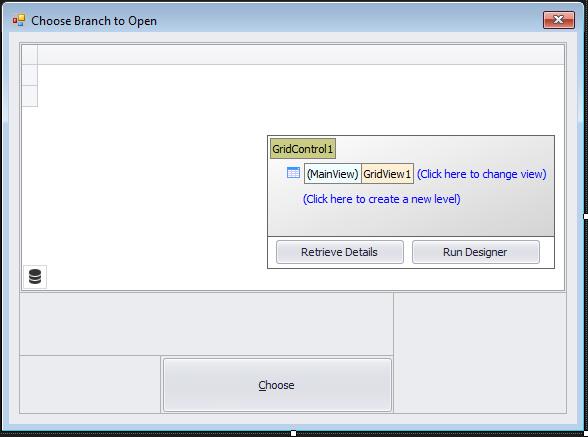 Choose Branch to Open
GridControl1
(MainView) GridView1 (Click here to change view)
(Click here to create a new level)
Retrieve Details Run Designer
Choose